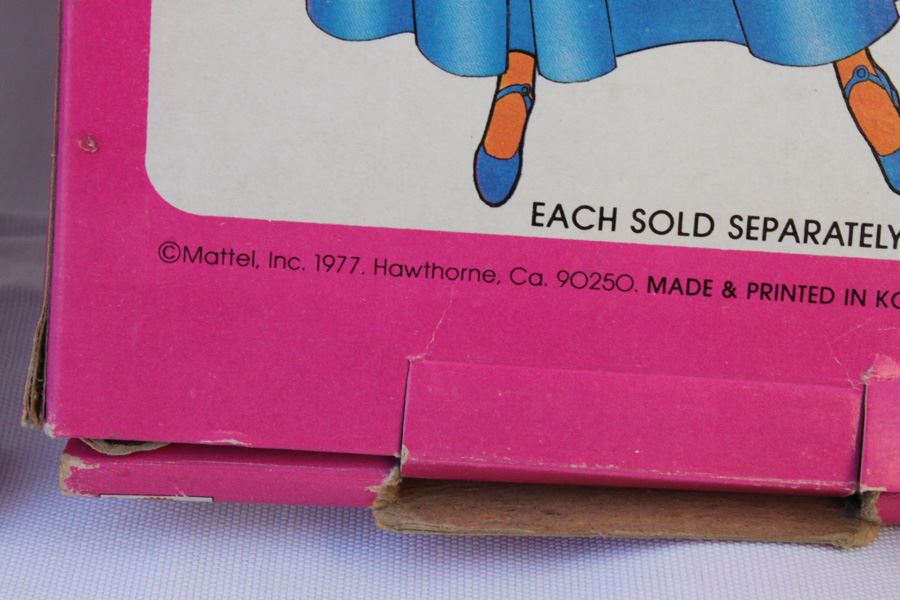 EACH SOLD SEPARATELY
©Mattel, Inc. 1977. Hawthorne, Ca. 90250. MADE & PRINTED IN